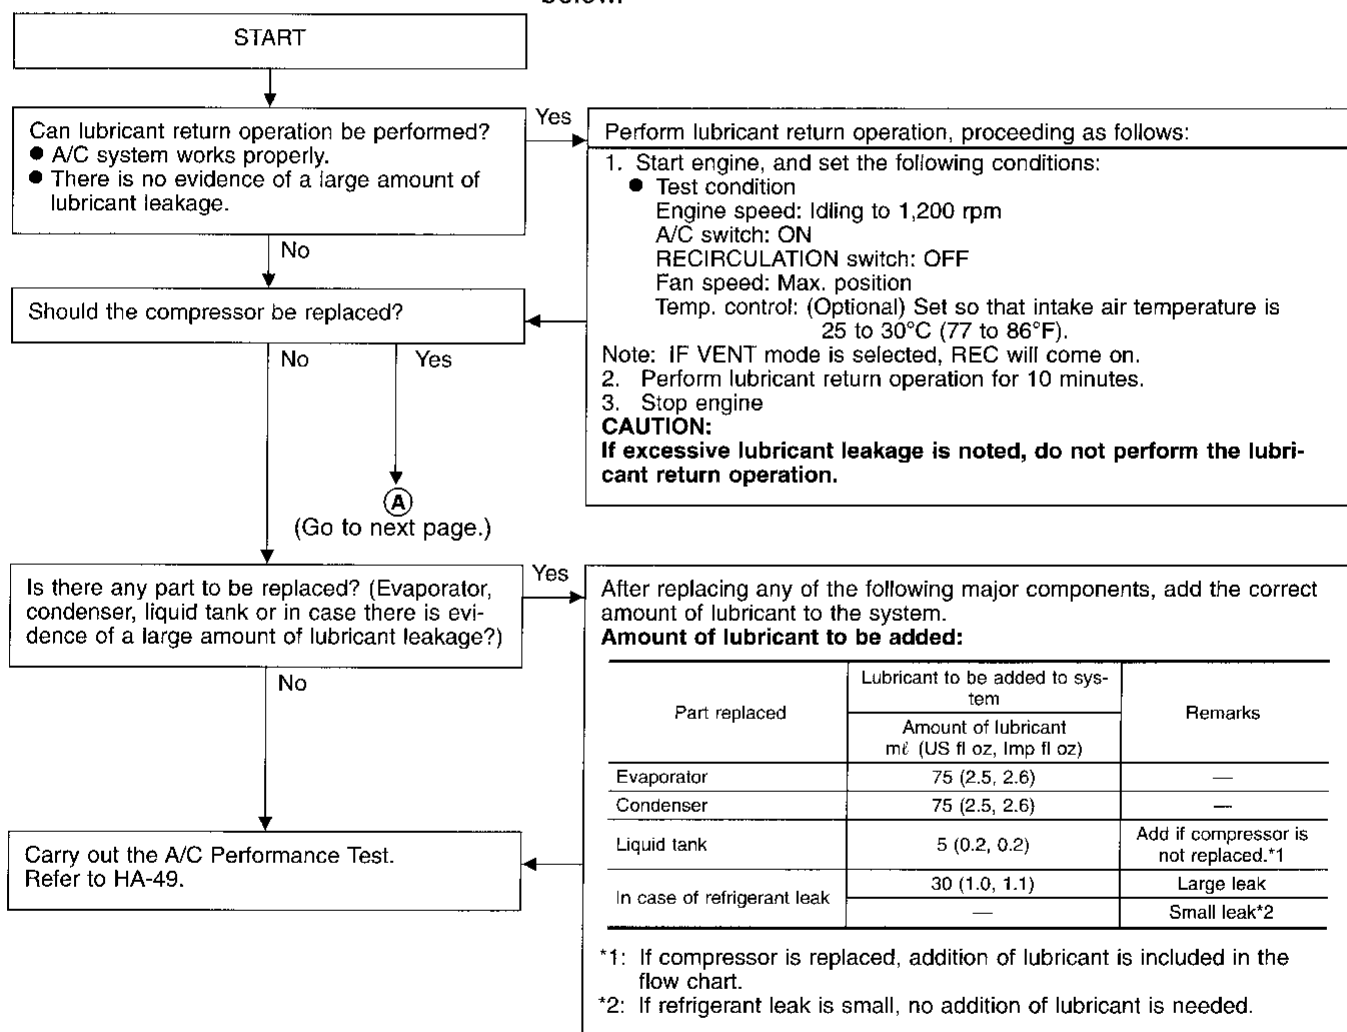 below.
START
Can lubricant return operation be performed?
● A/C system works properly.
● There is no evidence of a large amount of
lubricant leakage.
Yes
No
Perform lubricant return operation, proceeding as follows:
1. Start engine, and set the following conditions:
● Test condition
Engine speed: Idling to 1,200 rpm
A/C switch: ON
RECIRCULATION switch: OFF
Fan speed: Max. position
Temp. control: (Optional) Set so that intake air temperature is
25 to 30°C (77 to 86°F).
Note: IF VENT mode is selected, REC will come on.
2. Perform lubricant return operation for 10 minutes.
3. Stop engine
CAUTION:
If excessive lubricant leakage is noted, do not perform the lubri-
cant return operation.
Should the compressor be replaced?
No
Yes
A
(Go to next page.)
Is there any part to be replaced? (Evaporator,
condenser, liquid tank or in case there is evi-
dence of a large amount of lubricant leakage?)
Yes
No
After replacing any of the following major components, add the correct
amount of lubricant to the system.
Amount of lubricant to be added:
Part replaced
Lubricant to be added to sys-
tem
Amount of lubricant
mℓ (US fl oz, Imp fl oz)
Remarks
Evaporator 75 (2.5, 2.6) —
Condenser 75 (2.5, 2.6) —
Liquid tank 5 (0.2, 0.2) Add if compressor is
not replaced.*1
In case of refrigerant leak
30 (1.0, 1.1) Large leak
— Small leak*2
*1: If compressor is replaced, addition of lubricant is included in the
flow chart.
*2: If refrigerant leak is small, no addition of lubricant is needed.
Carry out the A/C Performance Test.
Refer to HA-49.